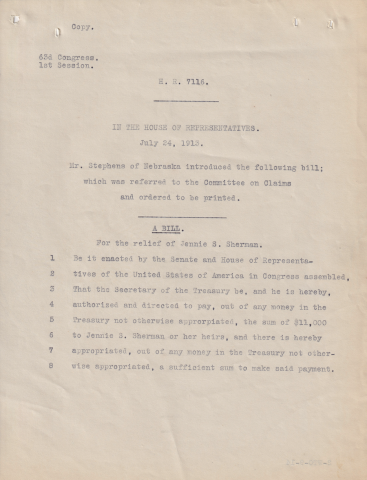 Copy.
63d Congress.
1st Session.
H. R. 7116.
IN THE HOUSE OF REPRESENTATIVES.
July 24, 1913.
Mr. Stephens of Nebraska introduced the following bill;
which was referred to the Committee on Claims
and ordered to be printed.
A BILL.
For the relief of Jennie S. Sherman.
1 Be it enacted by the Senate and House of Representa-
2 tives of the United States of America in Congress assembled,
3 That the Secretary of the Treasury be, and he is hereby,
4 authorized and directed to pay, out of any money in the
5 Treasury not otherwise appropriated, the sum of $11,000
6 to Jennie S. Sherman or her heirs, and there is hereby
7 appropriated, out of any money in the Treasury not other-
8 wise appropriated, a sufficient sum to make said payment.